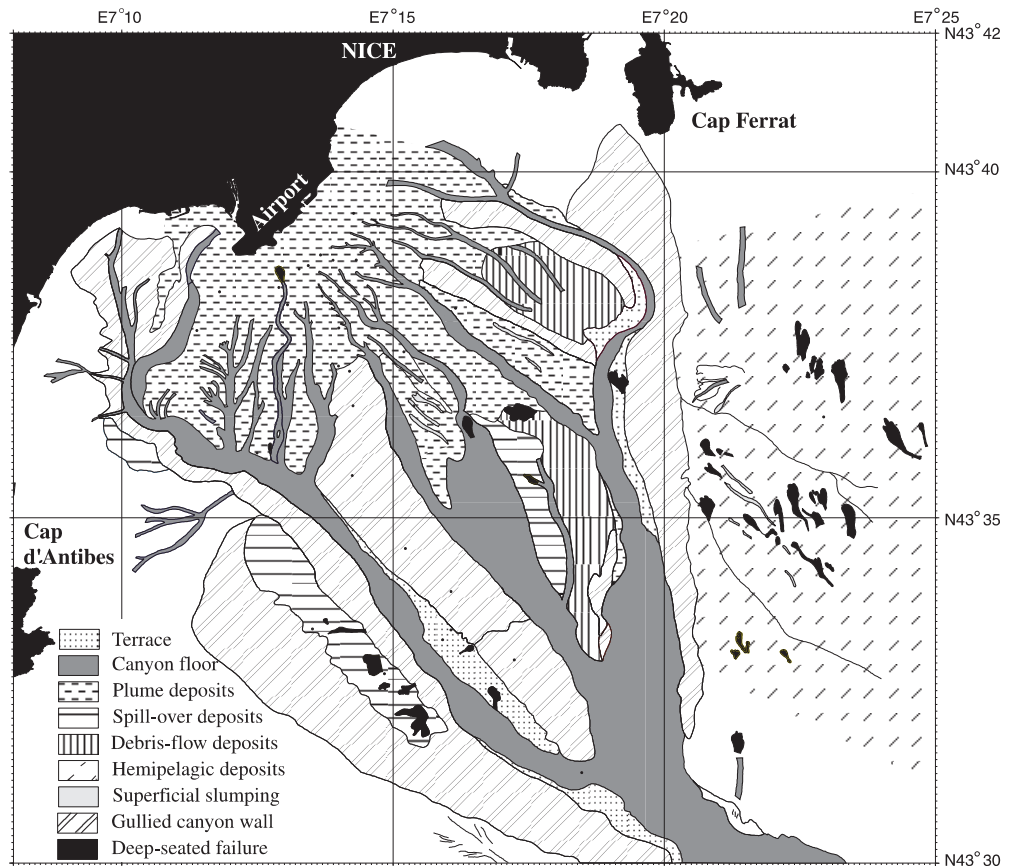 E7°10
E7°15
E7°20
E7°25
N43°42
NICE
Cap Ferrat
N43°40
Airport
N43°35
Cap
d'Antibes
Terrace
Canyon floor
Plume deposits
Spill-over deposits
Debris-flow deposits
Hemipelagic deposits
Superficial slumping
Gullied canyon wall
Deep-seated failure
N43°30